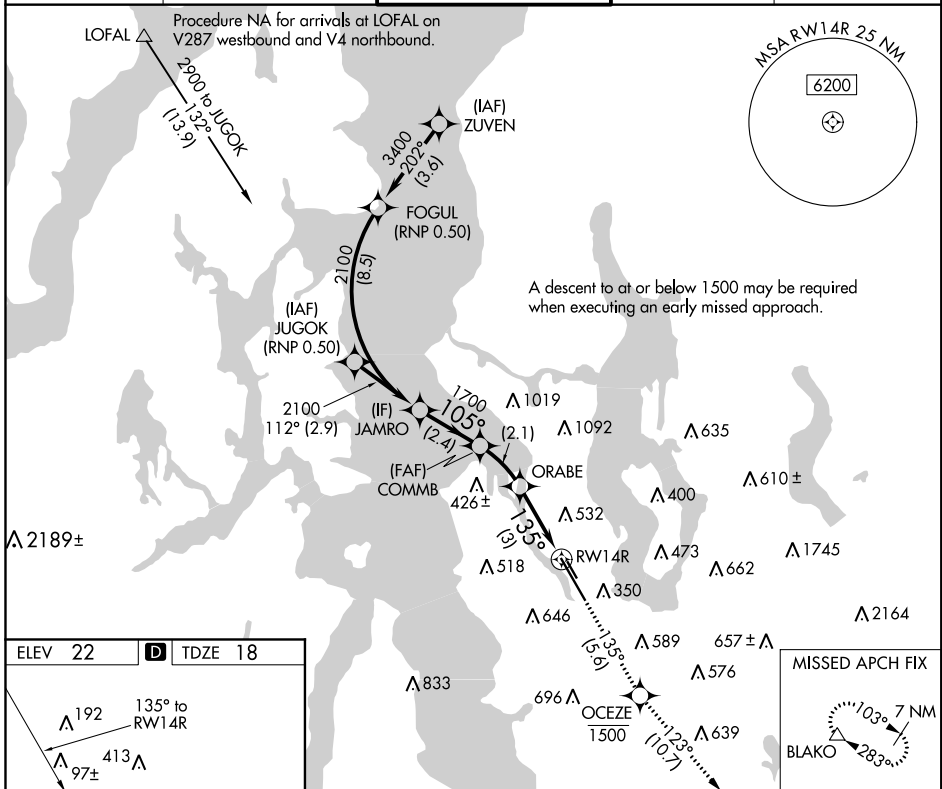 Procedure NA for arrivals at LOFAL on
V287 westbound and V4 northbound.
LOFAL
2900 to JUGOK
132°
(13.9)
MSA RW14R 25 NM
6200
(IAF)
ZUVEN
3400
202°
(3.6)
FOGUL
(RNP 0.50)
2100
(8.5)
A descent to at or below 1500 may be required
when executing an early missed approach.
(IAF)
JUGOK
(RNP 0.50)
2100
112° (2.9)
(IF)
JAMRO
1700
105°
(2.4)
(2.1)
1019
1092
635
(FAF)
COMMB
ORABE
426±
610±
400
532
135°
(3)
2189±
RW14R
473
1745
518
662
350
646
2164
135°
(5.6)
589
657±
576
833
696
OCEZE
1500
639
123°
(10.7)
ELEV 22
D
TDZE 18
192
135° to
RW14R
413
97±
MISSED APCH FIX
7 NM
103°
BLAKO
283°